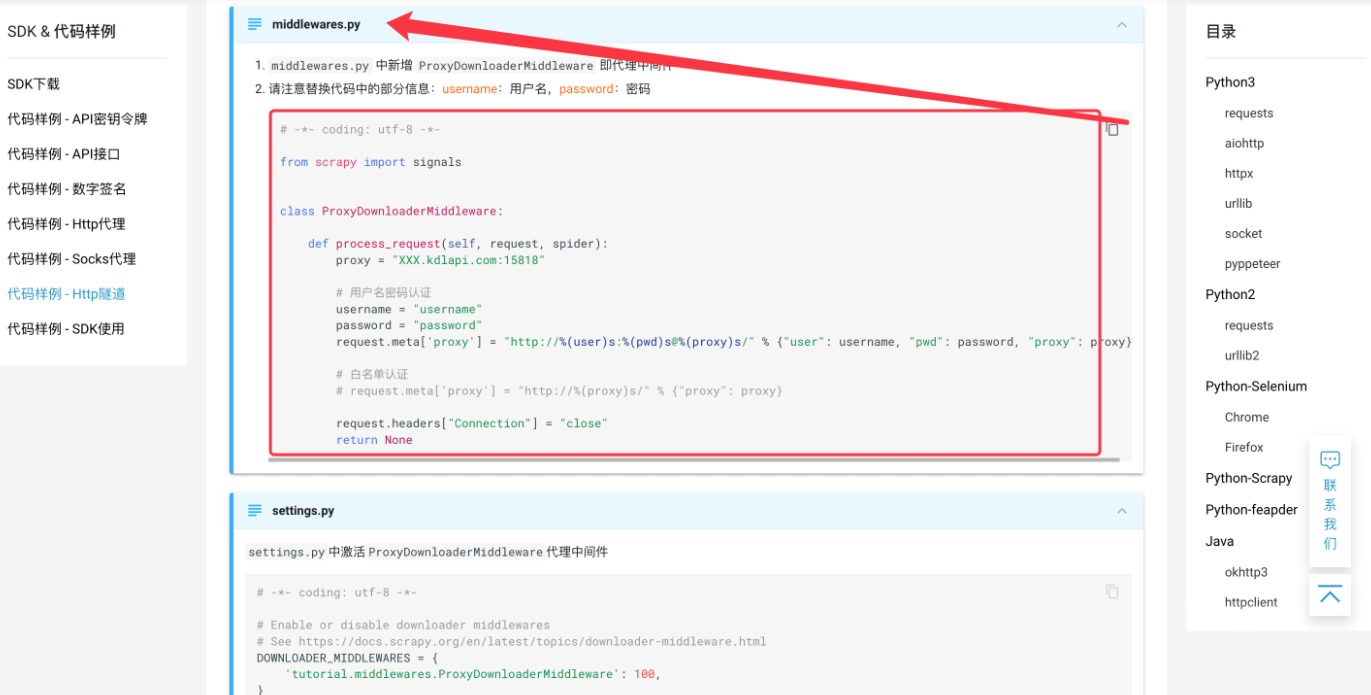 SDK & 代码样例
SDK下载
代码样例 - API密钥令牌
代码样例 - API接口
代码样例 - 数字签名
代码样例 - Http代理
代码样例 - Socks代理
代码样例 - Http隧道
代码样例 - SDK使用
middlewares.py
1. middlewares.py 中新增 ProxyDownloaderMiddleware 即代理中间件
2. 请注意替换代码中的部分信息：username：用户名，password：密码
# -*- coding: utf-8 -*-
from scrapy import signals
class ProxyDownloaderMiddleware:
def process_request(self, request, spider):
proxy = "XXX.kdlapi.com:15818"
# 用户名密码认证
username = "username"
password = "password"
request.meta['proxy'] = "http://%(user)s:%(pwd)s@%(proxy)s/" % {"user": username, "pwd": password, "proxy": proxy}
# 白名单认证
# request.meta['proxy'] = "http://%(proxy)s/" % {"proxy": proxy}
request.headers["Connection"] = "close"
return None
settings.py
settings.py 中激活 ProxyDownloaderMiddleware 代理中间件
# -*- coding: utf-8 -*-
# Enable or disable downloader middlewares
# See https://docs.scrapy.org/en/latest/topics/downloader-middleware.html
DOWNLOADER_MIDDLEWARES = {
'tutorial.middlewares.ProxyDownloaderMiddleware': 100,
}
目录
Python3
requests
aiohttp
httpx
urllib
socket
pyppeteer
Python2
requests
urllib2
Python-Selenium
Chrome
Firefox
Python-Scrapy
Python-feapder
Java
okhttp3
httpclient
联
系
我
们